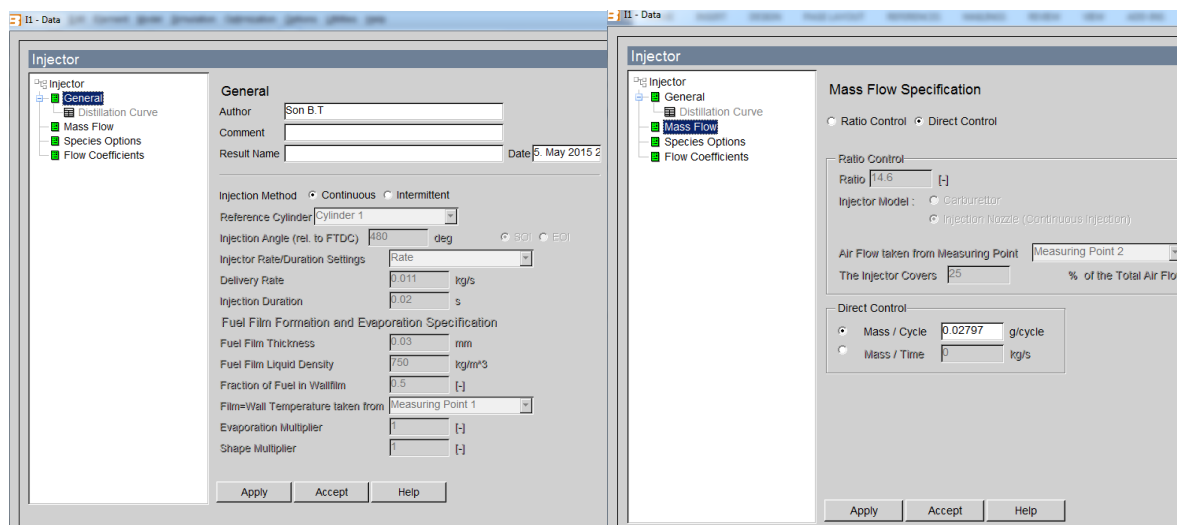 I1 - Data
Injector
Injector
General
Distillation Curve
Mass Flow
Species Options
Flow Coefficients
General
Author Son B.T
Comment
Result Name Date 5. May 2015 2
Injection Method Continuous Intermittent
Reference Cylinder Cylinder 1
Injection Angle (rel. to FTDC) 480 deg SOI EOI
Injector Rate/Duration Settings Rate
Delivery Rate 0.011 kg/s
Injection Duration 0.02 s
Fuel Film Formation and Evaporation Specification
Fuel Film Thickness 0.03 mm
Fuel Film Liquid Density 750 kg/m^3
Fraction of Fuel in Wallfilm 0.5 [-]
Film=Wall Temperature taken from Measuring Point 1
Evaporation Multiplier 1 [-]
Shape Multiplier 1 [-]
Apply Accept Help
I1 - Data
Injector
Injector
General
Distillation Curve
Mass Flow
Species Options
Flow Coefficients
Mass Flow Specification
Ratio Control Direct Control
Ratio Control
Ratio 14.6 [-]
Injector Model : Carburettor
Injection Nozzle (Continuous Injection)
Air Flow taken from Measuring Point Measuring Point 2
The Injector Covers 25 % of the Total Air Flo
Direct Control
Mass / Cycle 0.02797 g/cycle
Mass / Time 0 kg/s
Apply Accept Help